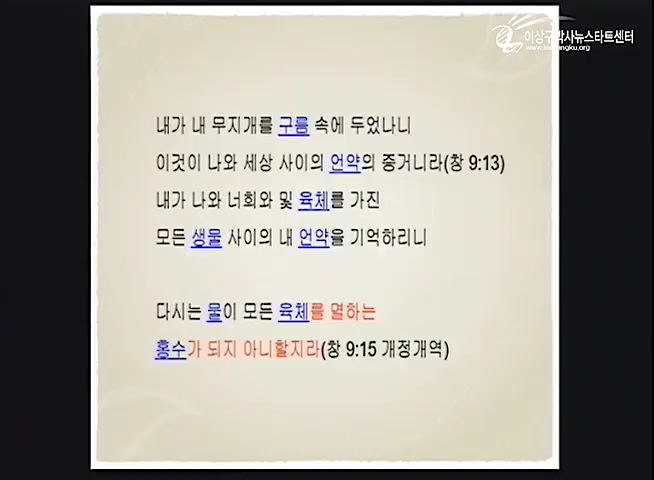 이상구박사뉴스타트센터
내가 내 무지개를 구름 속에 두었나니
이것이 나와 세상 사이의 언약의 증거니라(창 9:13)
내가 나와 너희와 및 육체를 가진
모든 생물 사이의 내 언약을 기억하리니
다시는 물이 모든 육체를 멸하는
홍수가 되지 아니할지라(창 9:15 개정개역)